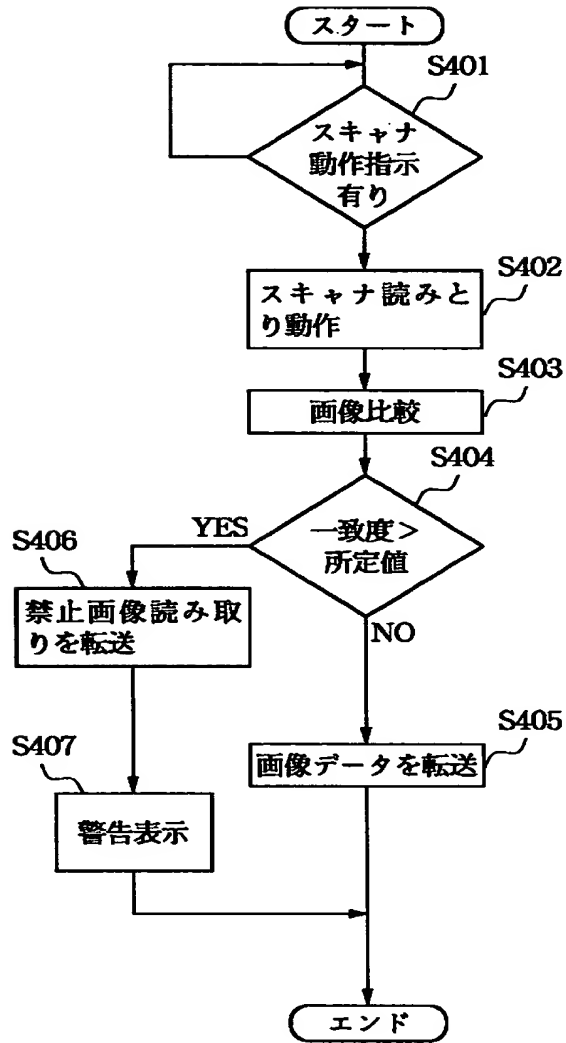 スタート
S401
スキャナ
動作指示
有り
S402
スキャナ読みと
り動作
S403
画像比較
S404
一致度>
所定値
YES
NO
S406
禁止画像読み取
りを転送
S405
画像データを転送
S407
警告表示
エンド